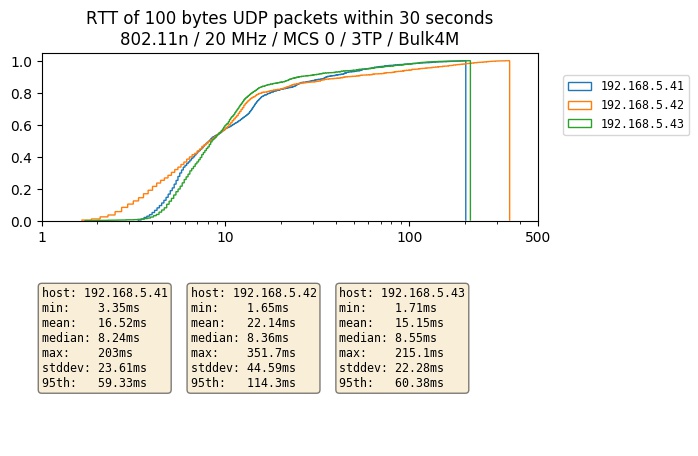 RTT of 100 bytes UDP packets within 30 seconds
802.11n / 20 MHz / MCS 0 / 3TP / Bulk4M
1.0
0.8
0.6
0.4
0.2
0.0
1 10 100 500
192.168.5.41
192.168.5.42
192.168.5.43
host: 192.168.5.41
min: 3.35ms
mean: 16.52ms
median: 8.24ms
max: 203ms
stddev: 23.61ms
95th: 59.33ms
host: 192.168.5.42
min: 1.65ms
mean: 22.14ms
median: 8.36ms
max: 351.7ms
stddev: 44.59ms
95th: 114.3ms
host: 192.168.5.43
min: 1.71ms
mean: 15.15ms
median: 8.55ms
max: 215.1ms
stddev: 22.28ms
95th: 60.38ms